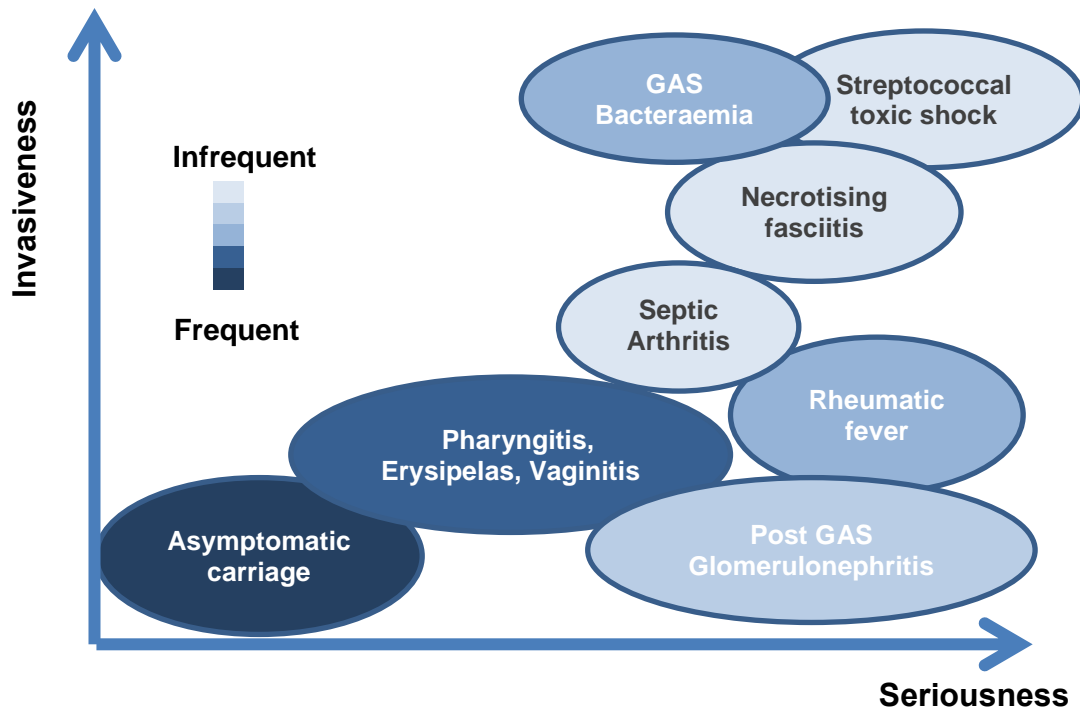 Invasiveness
Infrequent
Frequent
GAS
Bacteraemia
Streptococcal
toxic shock
Necrotising
fasciitis
Septic
Arthritis
Rheumatic
fever
Pharyngitis,
Erysipelas, Vaginitis
Asymptomatic
carriage
Post GAS
Glomerulonephritis
Seriousness